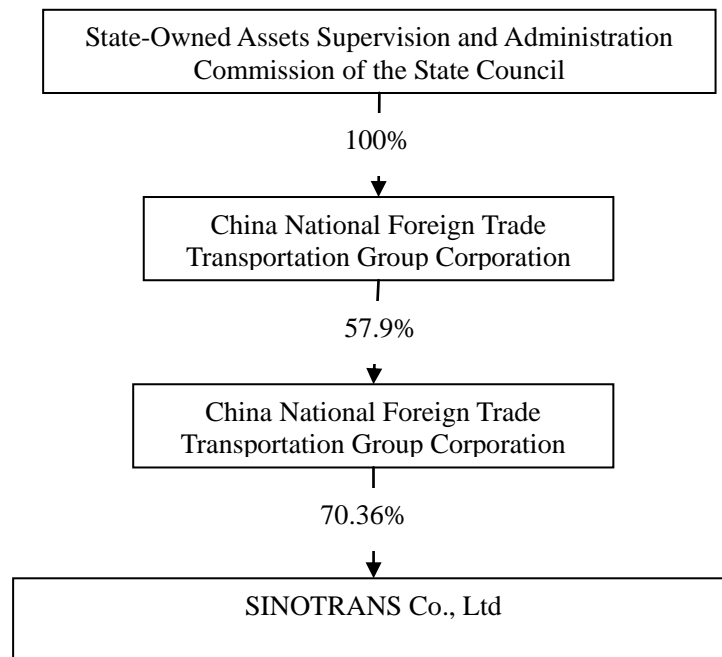 State-Owned Assets Supervision and Administration
Commission of the State Council
100%
China National Foreign Trade
Transportation Group Corporation
57.9%
China National Foreign Trade
Transportation Group Corporation
70.36%
SINOTRANS Co., Ltd